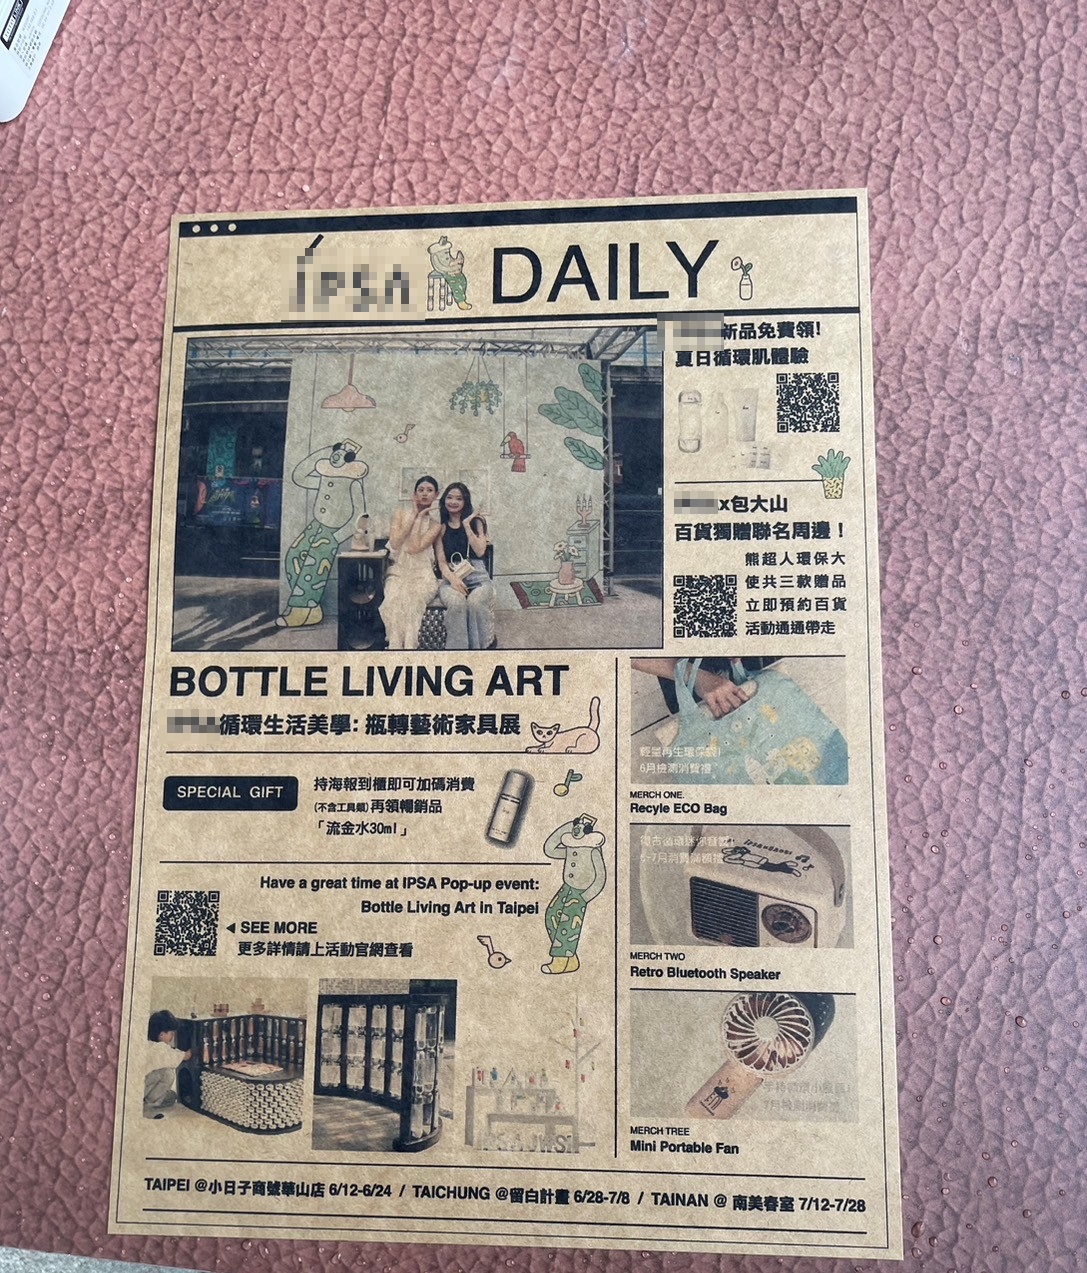 IPSA DAILY
新品免費領!
夏日循環肌體驗
x包大山
百貨獨贈聯名周邊!
熊超人環保大
使共三款贈品
立即預約百貨
活動通通帶走
BOTTLE LIVING ART
循環生活美學: 瓶轉藝術家具展
SPECIAL GIFT
持海報到櫃即可加碼消費
(不含工具類)再領暢銷品
「流金水30ml」
Have a great time at IPSA Pop-up event:
Bottle Living Art in Taipei
◀ SEE MORE
更多詳情請上活動官網查看
6月檢測消費禮
MERCH ONE.
Recyle ECO Bag
MERCH TWO
Retro Bluetooth Speaker
MERCH TREE
Mini Portable Fan
TAIPEI @小日子商號華山店 6/12-6/24 / TAICHUNG @留白計畫 6/28-7/8 / TAINAN @ 南美春室 7/12-7/28